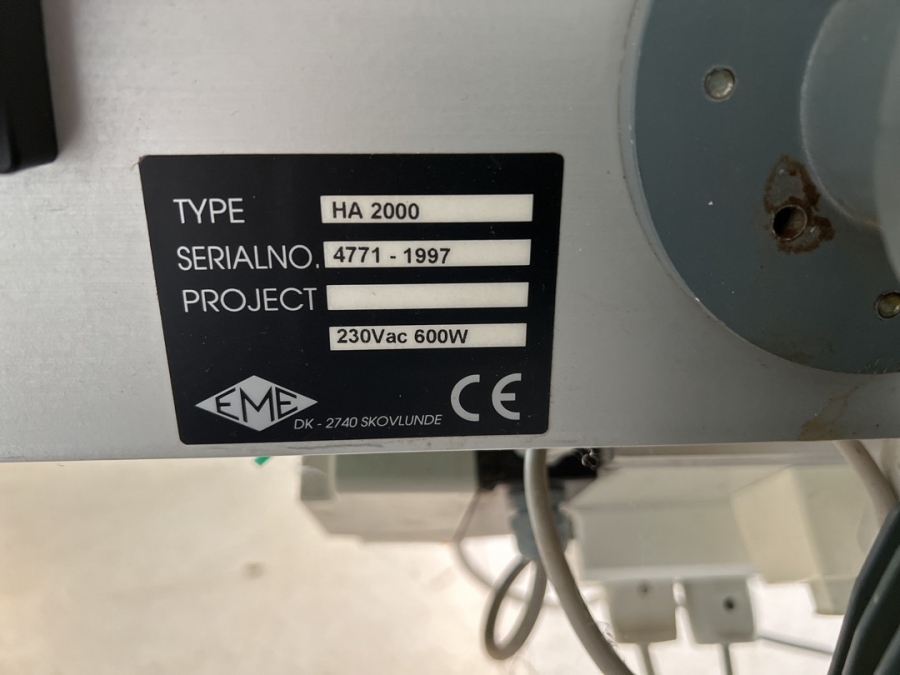 TYPE HA 2000
SERIALNO. 4771 - 1997
PROJECT
230Vac 600W
EME DK - 2740 SKOVLUNDE CE